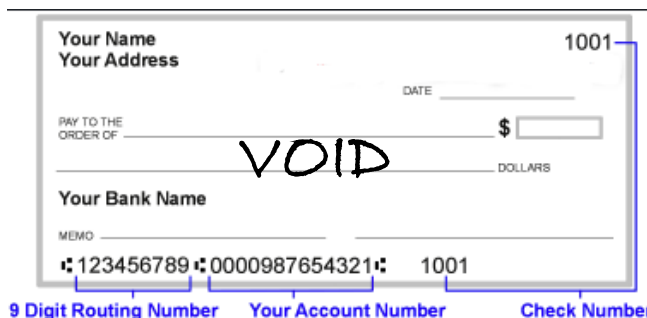 Your Name 1001
Your Address
DATE
PAY TO THE
ORDER OF $
VOID
DOLLARS
Your Bank Name
MEMO
⑆123456789⑆0000987654321⑆ 1001
9 Digit Routing Number Your Account Number Check Number